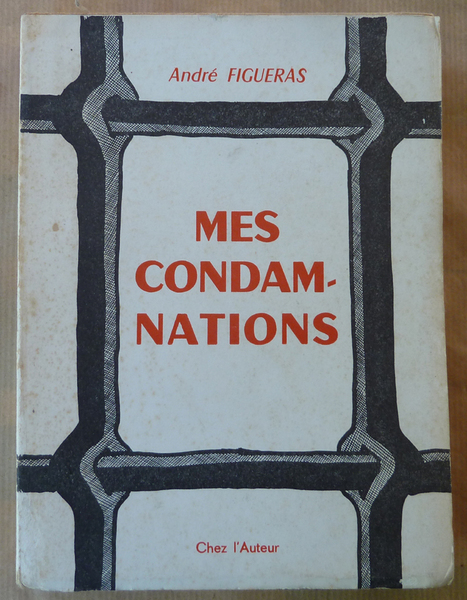 André FIGUERAS
MES
CONDAM-
NATIONS
Chez l'Auteur